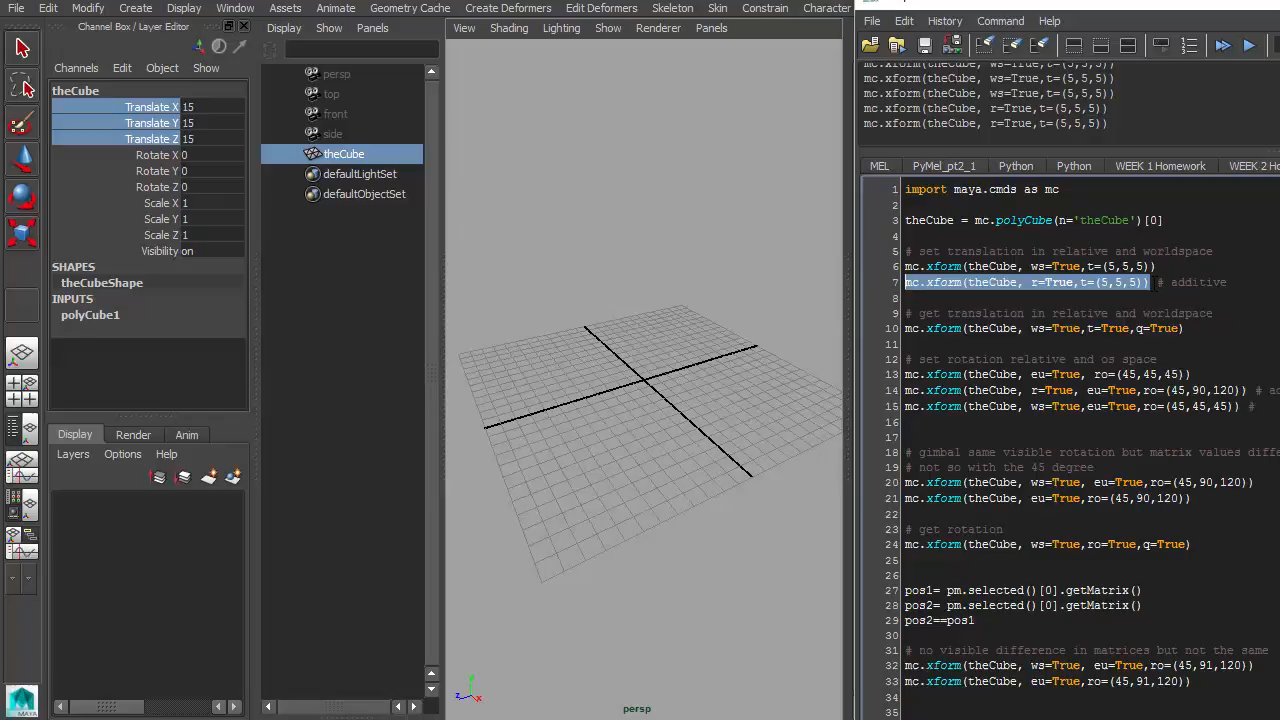 File Edit Modify Create Display Window Assets Animate Geometry Cache Create Deformers Edit Deformers Skeleton Skin Constrain Character
Channel Box / Layer Editor
Channels Edit Object Show
theCube
Translate X 15
Translate Y 15
Translate Z 15
Rotate X 0
Rotate Y 0
Rotate Z 0
Scale X 1
Scale Y 1
Scale Z 1
Visibility on
SHAPES
theCubeShape
INPUTS
polyCube1
Display Render Anim
Layers Options Help
MAYA
Display Show Panels
persp
top
front
side
theCube
defaultLightSet
defaultObjectSet
View Shading Lighting Show Renderer Panels
y
z x
persp
File Edit History Command Help
mc.xform(theCube, ws=True,t=(5,5,5))
mc.xform(theCube, ws=True,t=(5,5,5))
mc.xform(theCube, ws=True,t=(5,5,5))
mc.xform(theCube, r=True,t=(5,5,5))
mc.xform(theCube, r=True,t=(5,5,5))
MEL PyMel_pt2_1 Python Python WEEK 1 Homework WEEK 2 H
1 import maya.cmds as mc
2
3 theCube = mc.polyCube(n='theCube')[0]
4
5 # set translation in relative and worldspace
6 mc.xform(theCube, ws=True,t=(5,5,5))
7 mc.xform(theCube, r=True,t=(5,5,5)) # additive
8
9 # get translation in relative and worldspace
10 mc.xform(theCube, ws=True,t=True,q=True)
11
12 # set rotation relative and os space
13 mc.xform(theCube, eu=True, ro=(45,45,45))
14 mc.xform(theCube, r=True, eu=True,ro=(45,90,120)) # a
15 mc.xform(theCube, ws=True,eu=True,ro=(45,45,45)) #
16
17
18 # gimbal same visible rotation but matrix values diffe
19 # not so with the 45 degree
20 mc.xform(theCube, ws=True, eu=True,ro=(45,90,120))
21 mc.xform(theCube, eu=True,ro=(45,90,120))
22
23 # get rotation
24 mc.xform(theCube, ws=True,ro=True,q=True)
25
26
27 pos1= pm.selected()[0].getMatrix()
28 pos2= pm.selected()[0].getMatrix()
29 pos2==pos1
30
31 # no visible difference in matrices but not the same
32 mc.xform(theCube, ws=True, eu=True,ro=(45,91,120))
33 mc.xform(theCube, eu=True,ro=(45,91,120))
34
35